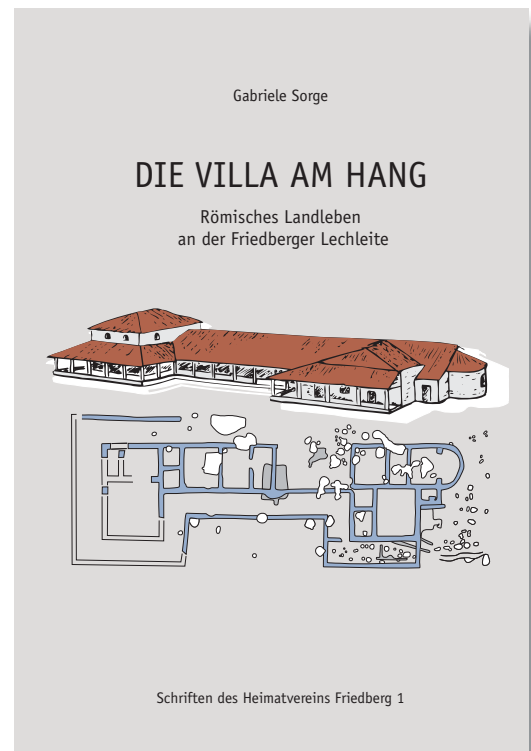 Gabriele Sorge
DIE VILLA AM HANG
Römisches Landleben
an der Friedberger Lechleite
Schriften des Heimatvereins Friedberg 1